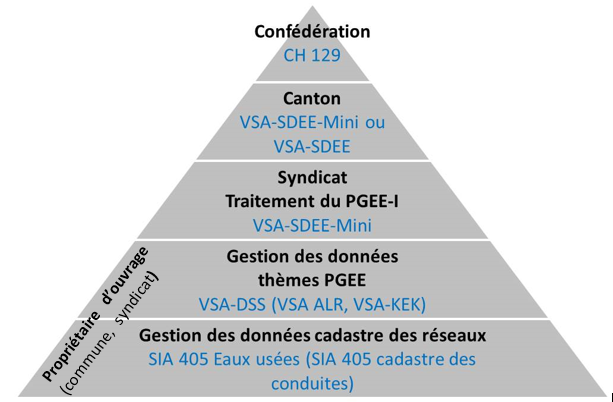 Confédération
CH 129
Canton
VSA-SDEE-Mini ou
VSA-SDEE
Syndicat
Traitement du PGEE-I
VSA-SDEE-Mini
Gestion des données
thèmes PGEE
VSA-DSS (VSA ALR, VSA-KEK)
Gestion des données cadastre des réseaux
SIA 405 Eaux usées (SIA 405 cadastre des
conduites)
Propriétaire d'ouvrage
(commune, syndicat)